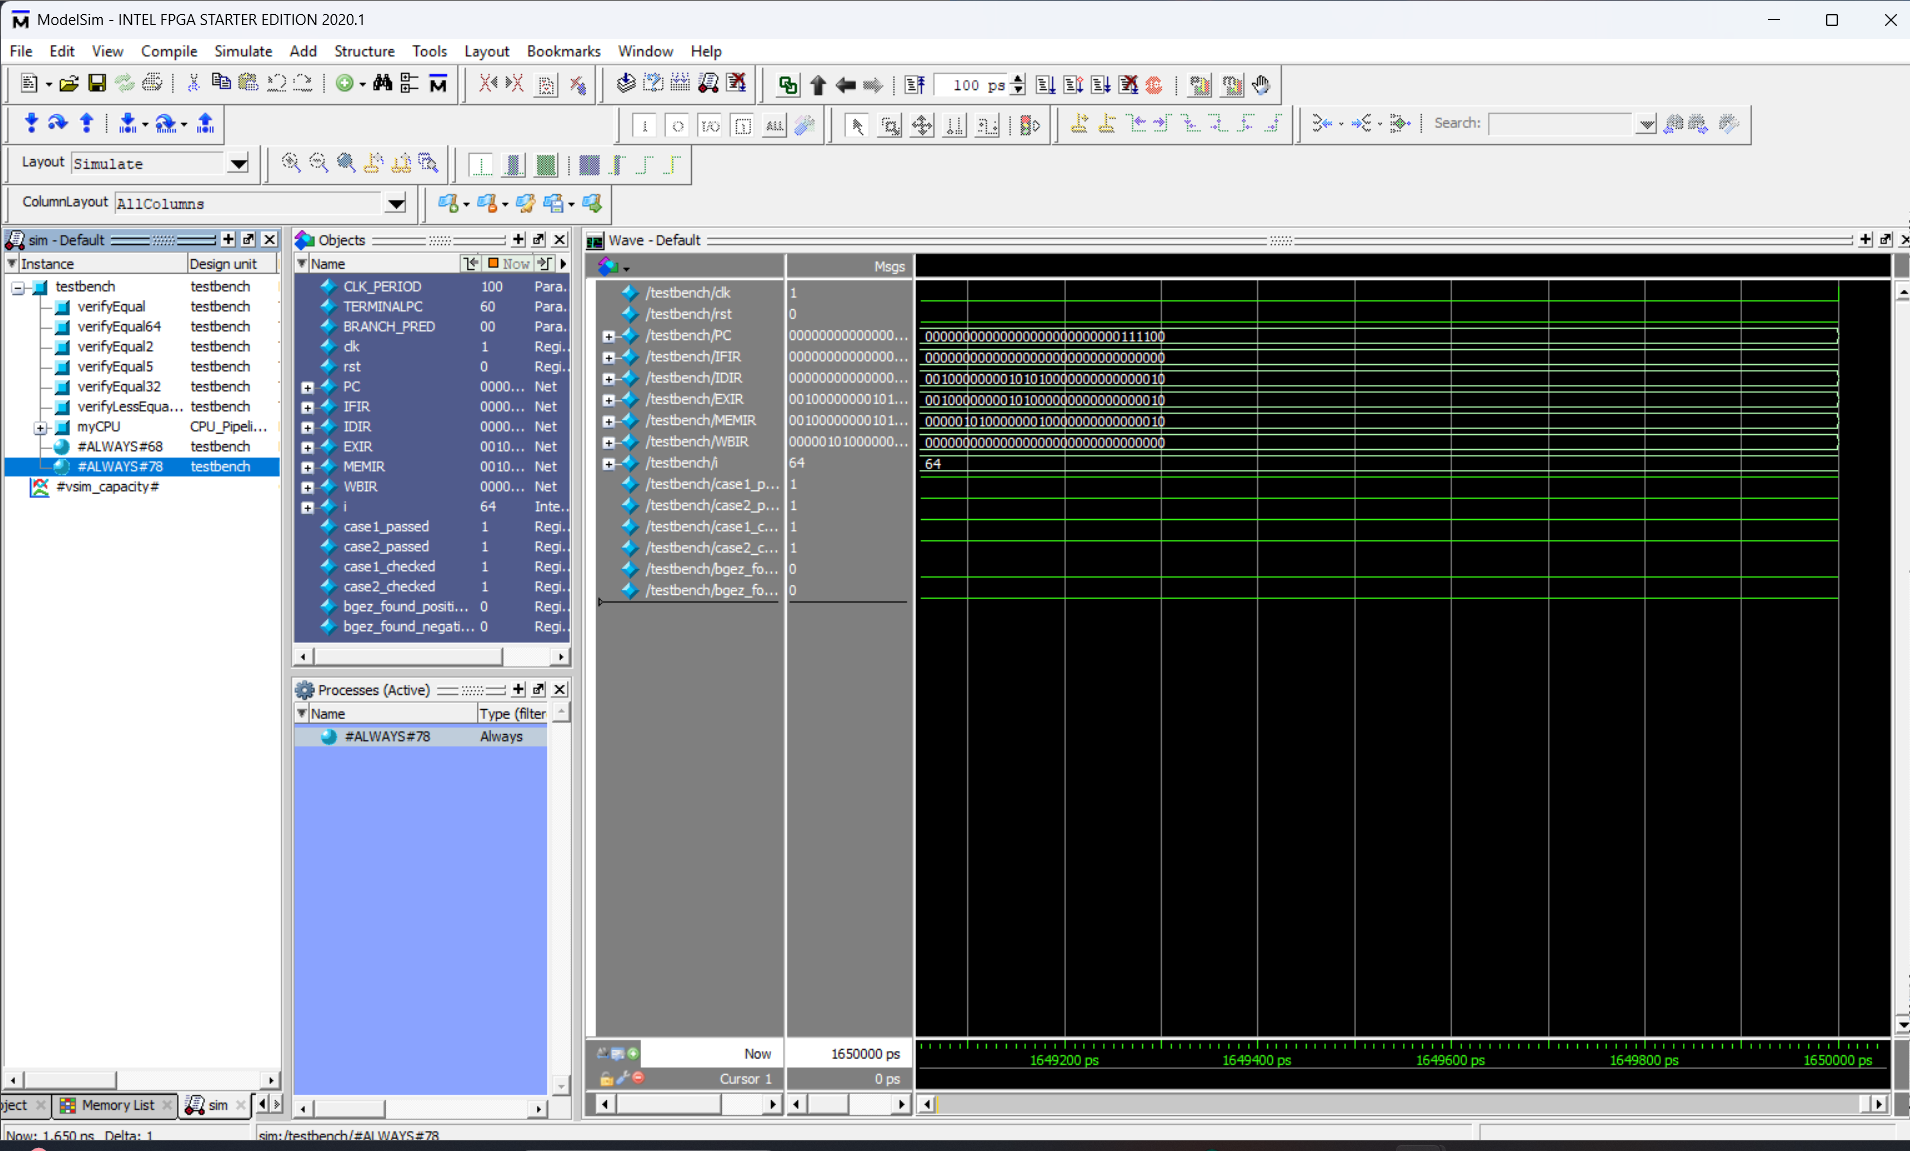 ModelSim - INTEL FPGA STARTER EDITION 2020.1
File Edit View Compile Simulate Add Structure Tools Layout Bookmarks Window Help
100 ps
Search:
Layout Simulate
ColumnLayout AllColumns
sim - Default
Instance Design unit
testbench testbench
verifyEqual testbench
verifyEqual64 testbench
verifyEqual2 testbench
verifyEqual5 testbench
verifyEqual32 testbench
verifyLessEqua... testbench
myCPU CPU_Pipeli...
#ALWAYS#68 testbench
#ALWAYS#78 testbench
#vsim_capacity#
Objects
Name Now
CLK_PERIOD 100 Para..
TERMINALPC 60 Para..
BRANCH_PRED 00 Para..
clk 1 Regi..
rst 0 Regi..
PC 0000... Net
IFIR 0000... Net
IDIR 0000... Net
EXIR 0010... Net
MEMIR 0010... Net
WBIR 0000... Net
i 64 Inte..
case1_passed 1 Regi..
case2_passed 1 Regi..
case1_checked 1 Regi..
case2_checked 1 Regi..
bgez_found_positi... 0 Regi..
bgez_found_negati... 0 Regi..
Processes (Active)
Name Type (filter
#ALWAYS#78 Always
Wave - Default
Msgs
/testbench/clk 1
/testbench/rst 0
/testbench/PC 00000000000000... 00000000000000000000000000111100
/testbench/IFIR 00000000000000... 00000000000000000000000000000000
/testbench/IDIR 00000000000000... 00100000000101010000000000000010
/testbench/EXIR 00100000000101... 00100000000101010000000000000010
/testbench/MEMIR 00100000000101... 00000101000000010000000000000010
/testbench/WBIR 00000101000000... 00000000000000000000000000000000
/testbench/i 64 64
/testbench/case1_p... 1
/testbench/case2_p... 1
/testbench/case1_c... 1
/testbench/case2_c... 1
/testbench/bgez_fo... 0
/testbench/bgez_fo... 0
Now 1650000 ps
1649200 ps 1649400 ps 1649600 ps 1649800 ps 1650000 ps
Cursor 1 0 ps
oject Memory List sim
Now: 1,650 ns Delta: 1 sim:/testbench/#ALWAYS#78